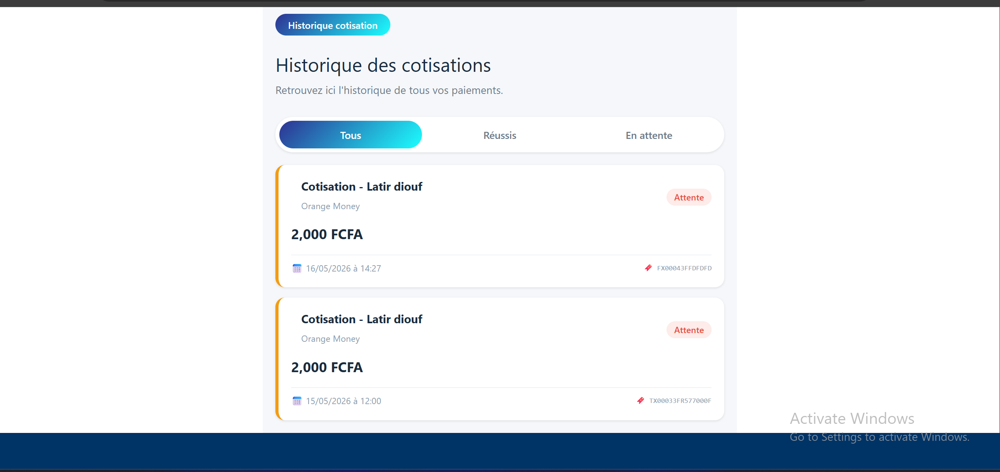 Historique cotisation
Historique des cotisations
Retrouvez ici l'historique de tous vos paiements.
Tous
Réussis
En attente
Cotisation - Latir diouf
Attente
Orange Money
2,000 FCFA
16/05/2026 à 14:27
FX00043FFDFDFD
Cotisation - Latir diouf
Attente
Orange Money
2,000 FCFA
15/05/2026 à 12:00
TX00033FR577000F
Activate Windows
Go to Settings to activate Windows.